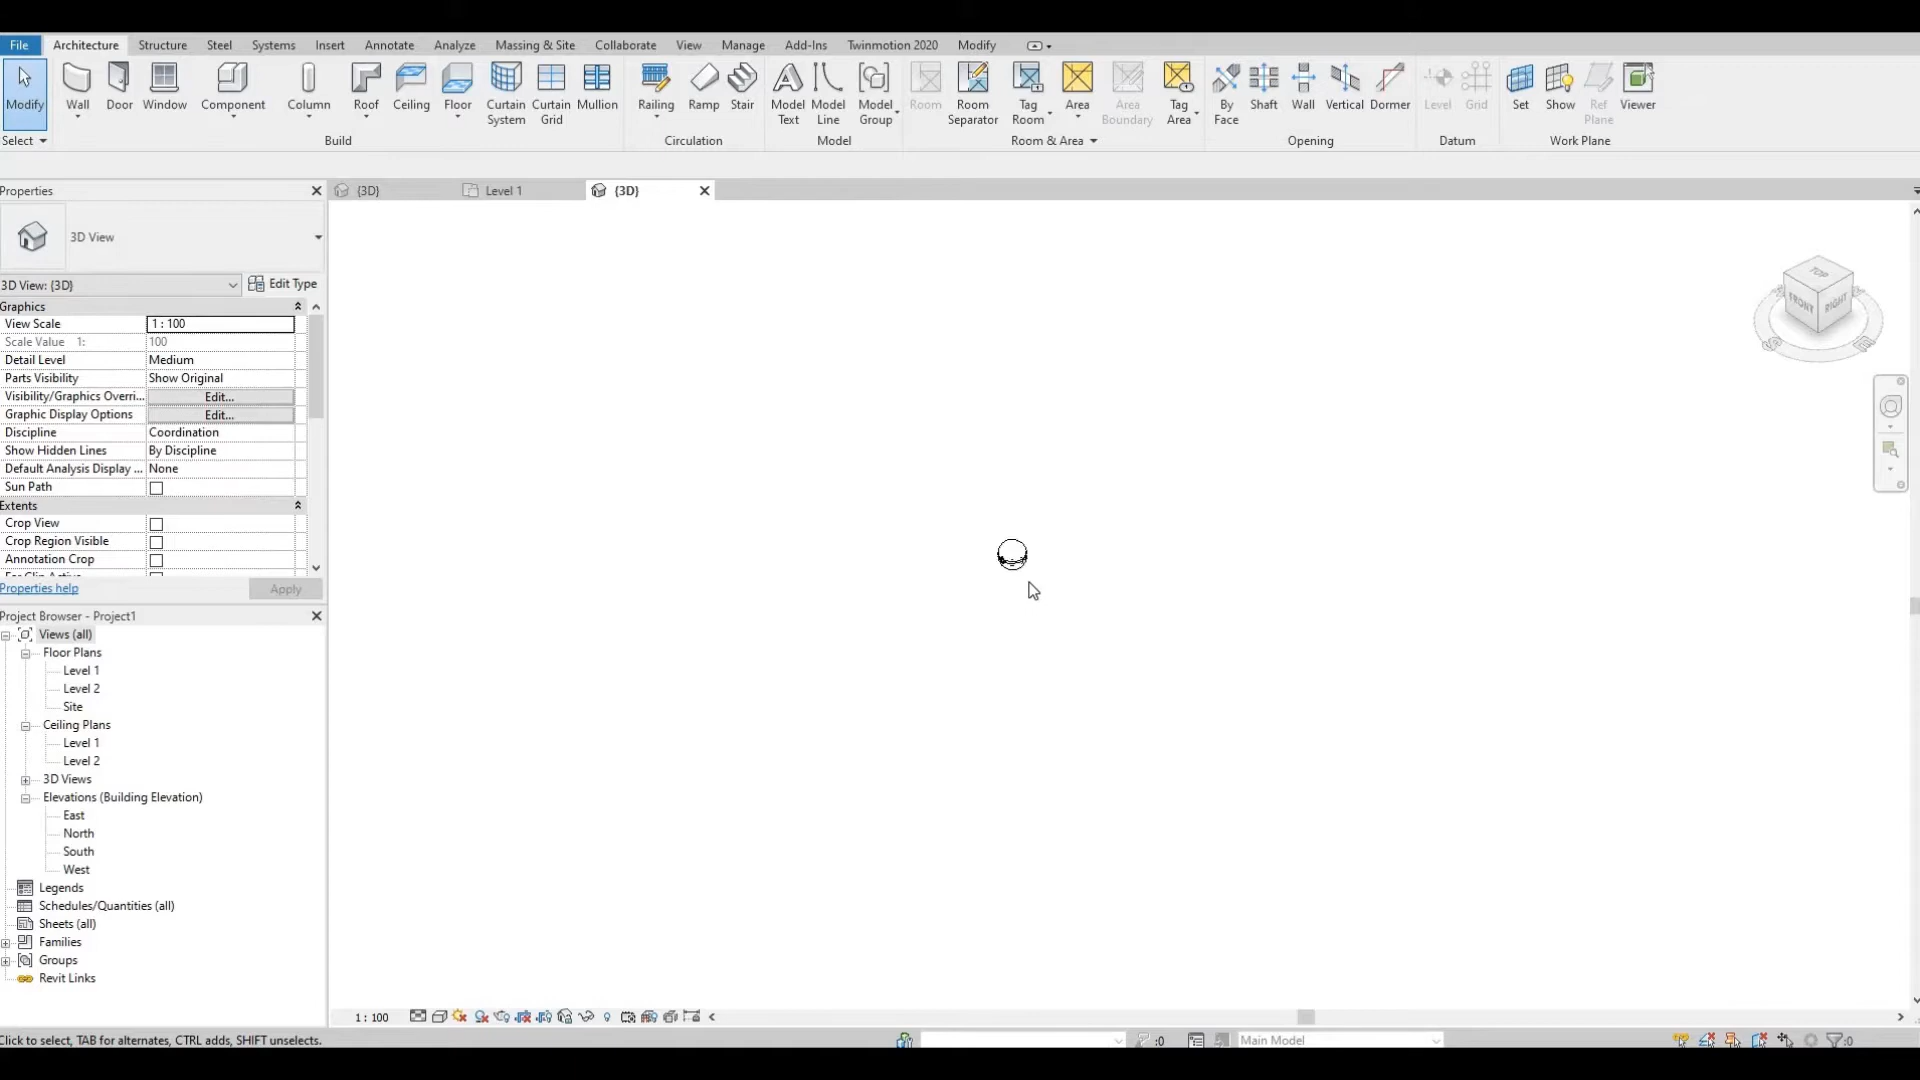 File Architecture Structure Steel Systems Insert Annotate Analyze Massing & Site Collaborate View Manage Add-Ins Twinmotion 2020 Modify
Modify Wall Door Window Component Column Roof Ceiling Floor Curtain System Curtain Grid Mullion Railing Ramp Stair Model Text Model Line Model Group Room Room Separator Tag Room Area Area Boundary Tag Area By Face Shaft Wall Vertical Dormer Level Grid Set Show Ref Plane Viewer
Select Build Circulation Model Room & Area Opening Datum Work Plane
Properties
{3D} Level 1 {3D}
3D View
3D View: {3D} Edit Type
Graphics
View Scale 1 : 100
Scale Value 1: 100
Detail Level Medium
Parts Visibility Show Original
Visibility/Graphics Overri... Edit...
Graphic Display Options Edit...
Discipline Coordination
Show Hidden Lines By Discipline
Default Analysis Display ... None
Sun Path
Extents
Crop View
Crop Region Visible
Annotation Crop
Properties help Apply
Project Browser - Project1
Views (all)
Floor Plans
Level 1
Level 2
Site
Ceiling Plans
Level 1
Level 2
3D Views
Elevations (Building Elevation)
East
North
South
West
Legends
Schedules/Quantities (all)
Sheets (all)
Families
Groups
Revit Links
TOP
FRONT RIGHT
1 : 100
Click to select, TAB for alternates, CTRL adds, SHIFT unselects. :0 Main Model :0